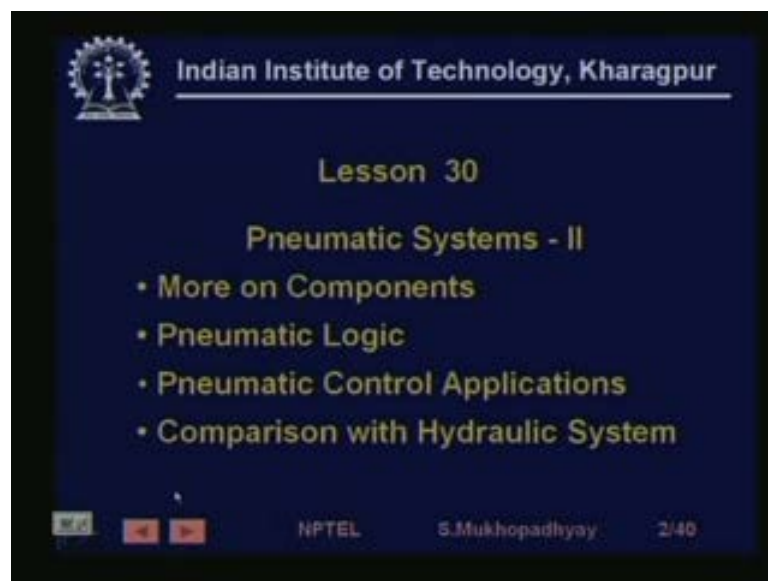 Indian Institute of Technology, Kharagpur
Lesson 30
Pneumatic Systems - II
• More on Components
• Pneumatic Logic
• Pneumatic Control Applications
• Comparison with Hydraulic System
NPTEL S.Mukhopadhyay 2/40